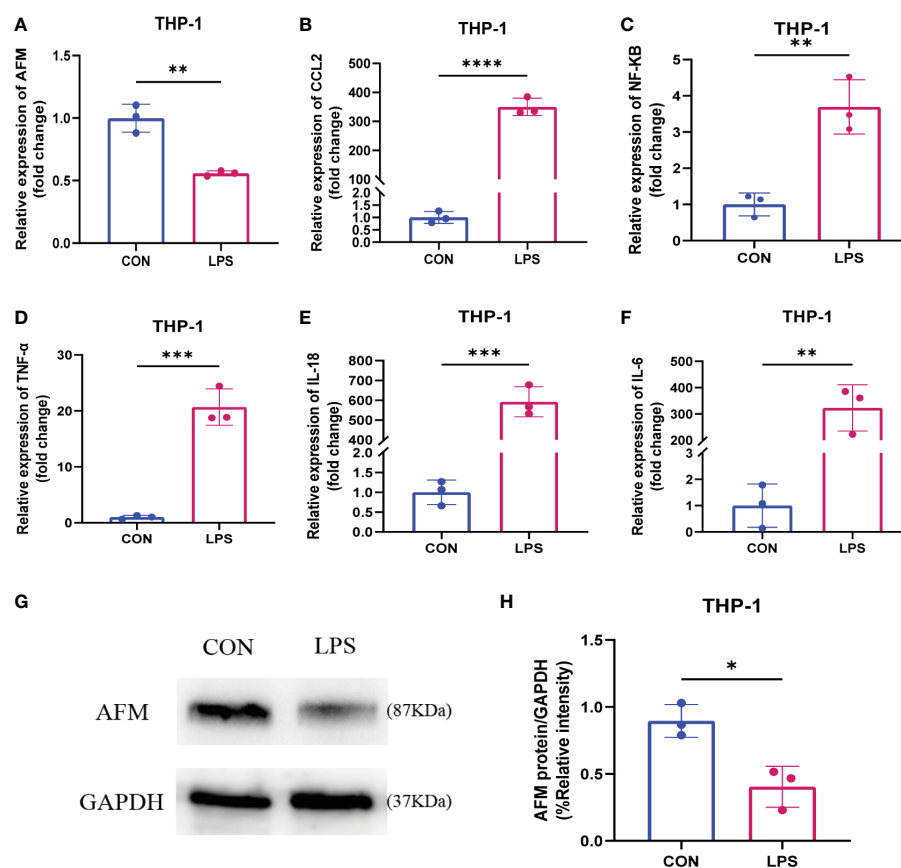 A
THP-1
Relative expression of AFM
(fold change)
1.5
1.0
0.5
0.0
**
CON
LPS
B
THP-1
Relative expression of CCL2
(fold change)
500
400
300
200
100
2.0
1.5
1.0
0.5
0.0
****
CON
LPS
C
THP-1
Relative expression of NF-KB
(fold change)
5
4
3
2
1
0
**
CON
LPS
D
THP-1
Relative expression of TNF-α
(fold change)
30
20
10
0
***
CON
LPS
E
THP-1
Relative expression of IL-18
(fold change)
800
700
600
500
400
2.0
1.5
1.0
0.5
0.0
***
CON
LPS
F
THP-1
Relative expression of IL-6
(fold change)
500
400
300
200
3
2
1
0
**
CON
LPS
G
CON LPS
AFM (87KDa)
GAPDH (37KDa)
H
THP-1
AFM protein/GAPDH
(%Relative intensity)
1.5
1.0
0.5
0.0
*
CON
LPS